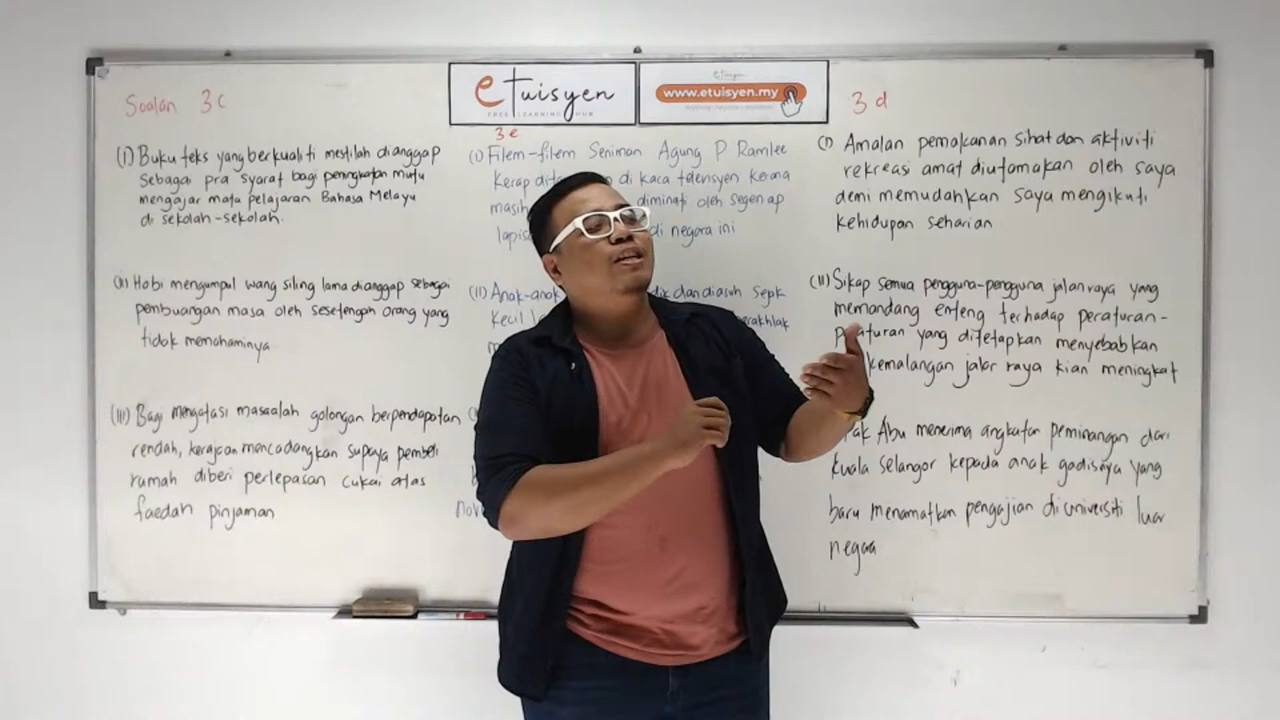 Soalan 3c
(I) Buku teks yang berkualiti mestilah dianggap
sebagai pra syarat bagi peningkatan mutu
mengajar mata pelajaran Bahasa Melayu
di sekolah-sekolah.
(II) Hobi mengumpul wang siling lama dianggap sebagai
pembuangan masa oleh sesetengah orang yang
tidak memahaminya
(III) Bagi mengatasi masaalah golongan berpendapatan
rendah, kerajaan mencadangkan supaya pembeli
rumah diberi perlepasan cukai atas
faedah pinjaman
etuisyen
FREE LEARNING HUB
etuisyen
www.etuisyen.my
3e
(I) Filem-filem Seniman Agung P Ramlee
kerap di kaca televisyen kerana
masih diminati oleh segenap
di negara ini
(II) Anak-anak dan diasuh sejak
kecil
3d
(I) Amalan pemakanan sihat dan aktiviti
rekreasi amat diutamakan oleh saya
demi memudahkan saya mengikuti
kehidupan seharian
(II) Sikap semua pengguna-pengguna jalanraya yang
memandang enteng terhadap peraturan-
peraturan yang ditetapkan menyebabkan
kemalangan jalan raya kian meningkat
Abu menerima angkatan peminangan dari
kuala selangor kepada anak gadisnya yang
baru menamatkan pengajian di universiti luar
negara